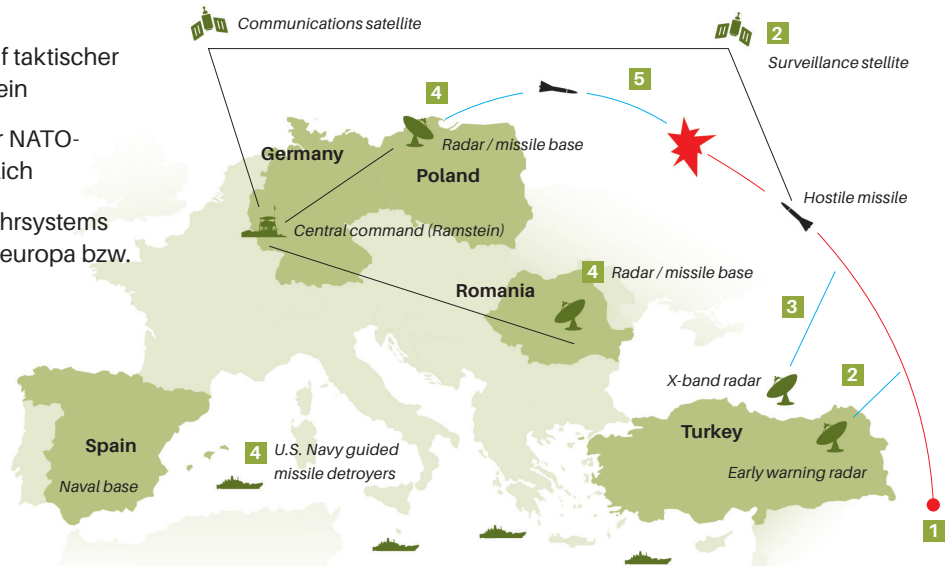 Communications satellite
2
Surveillance stellite
f taktischer
ein
r NATO-
ich
hrsystems
europa bzw.
4
5
Radar / missile base
Germany
Poland
Hostile missile
Central command (Ramstein)
4 Radar / missile base
Romania
3
X-band radar
2
Turkey
Early warning radar
Spain
Naval base
4 U.S. Navy guided
missile detroyers
1